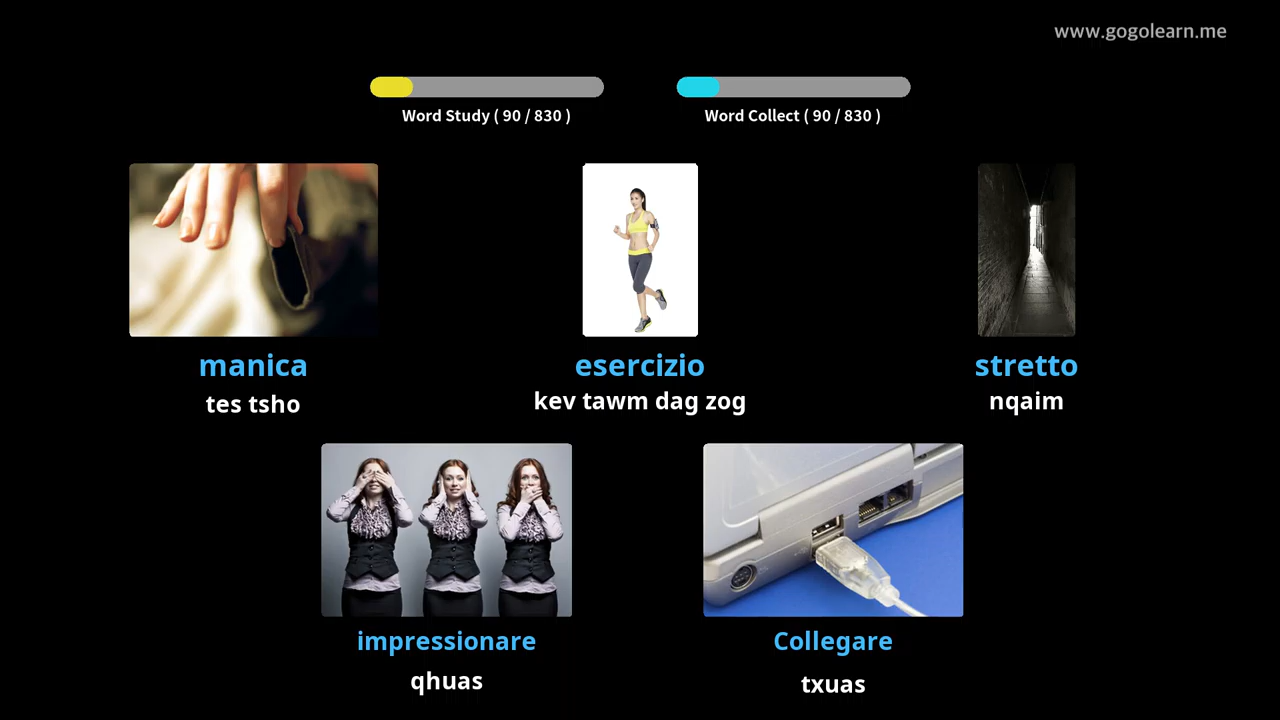 www.gogolearn.me
Word Study ( 90 / 830 )
Word Collect ( 90 / 830 )
manica
tes tsho
esercizio
kev tawm dag zog
stretto
nqaim
impressionare
qhuas
Collegare
txuas